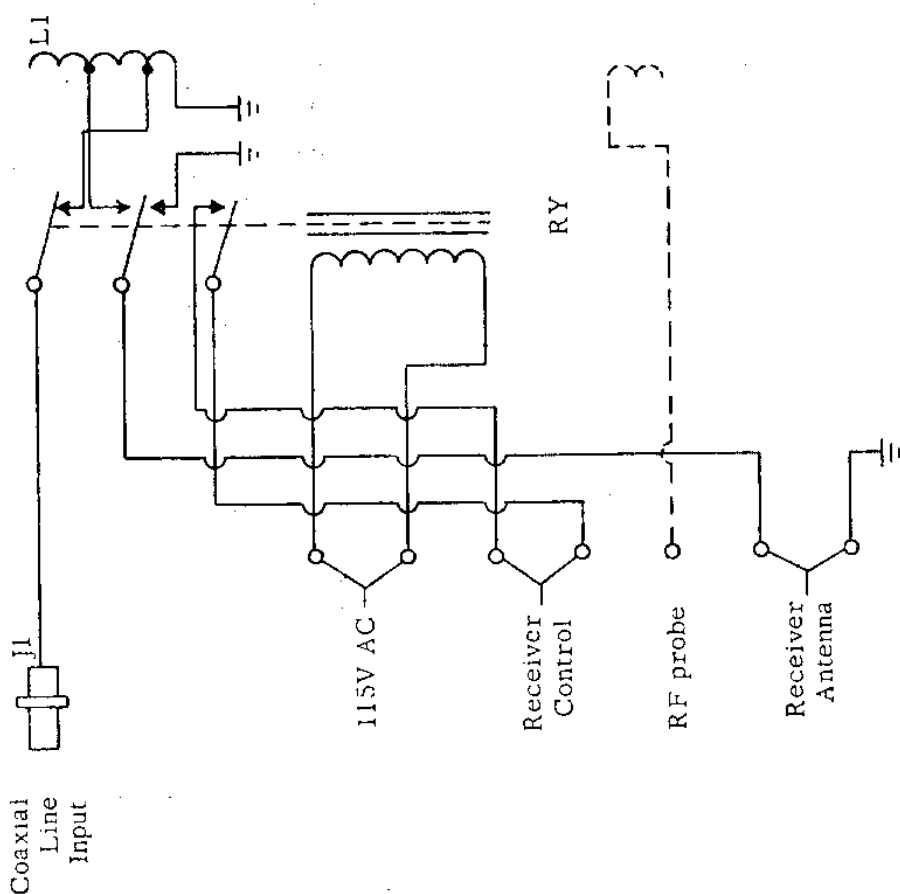 L1
J1
Coaxial
Line
Input
RY
115V AC
Receiver
Control
RF probe
Receiver
Antenna